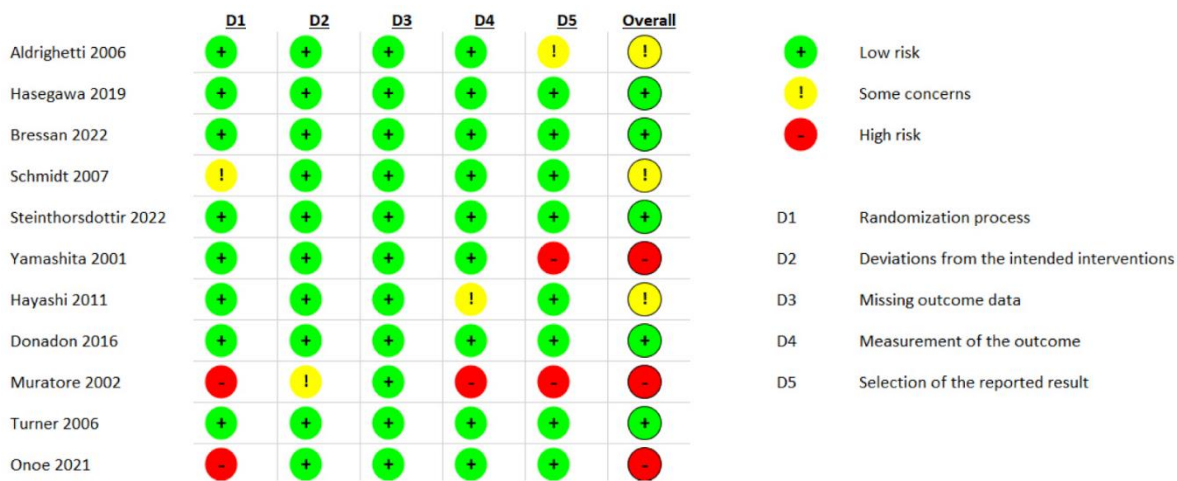 D1 D2 D3 D4 D5 Overall
Aldrighetti 2006 + + + + ! !
Hasegawa 2019 + + + + + +
Bressan 2022 + + + + + +
Schmidt 2007 ! + + + + !
Steinthorsdottir 2022 + + + + + +
Yamashita 2001 + + + + - -
Hayashi 2011 + + + ! + !
Donadon 2016 + + + + + +
Muratore 2002 - ! + - - -
Turner 2006 + + + + + +
Onoe 2021 - + + + + -
+ Low risk
! Some concerns
- High risk
D1 Randomization process
D2 Deviations from the intended interventions
D3 Missing outcome data
D4 Measurement of the outcome
D5 Selection of the reported result